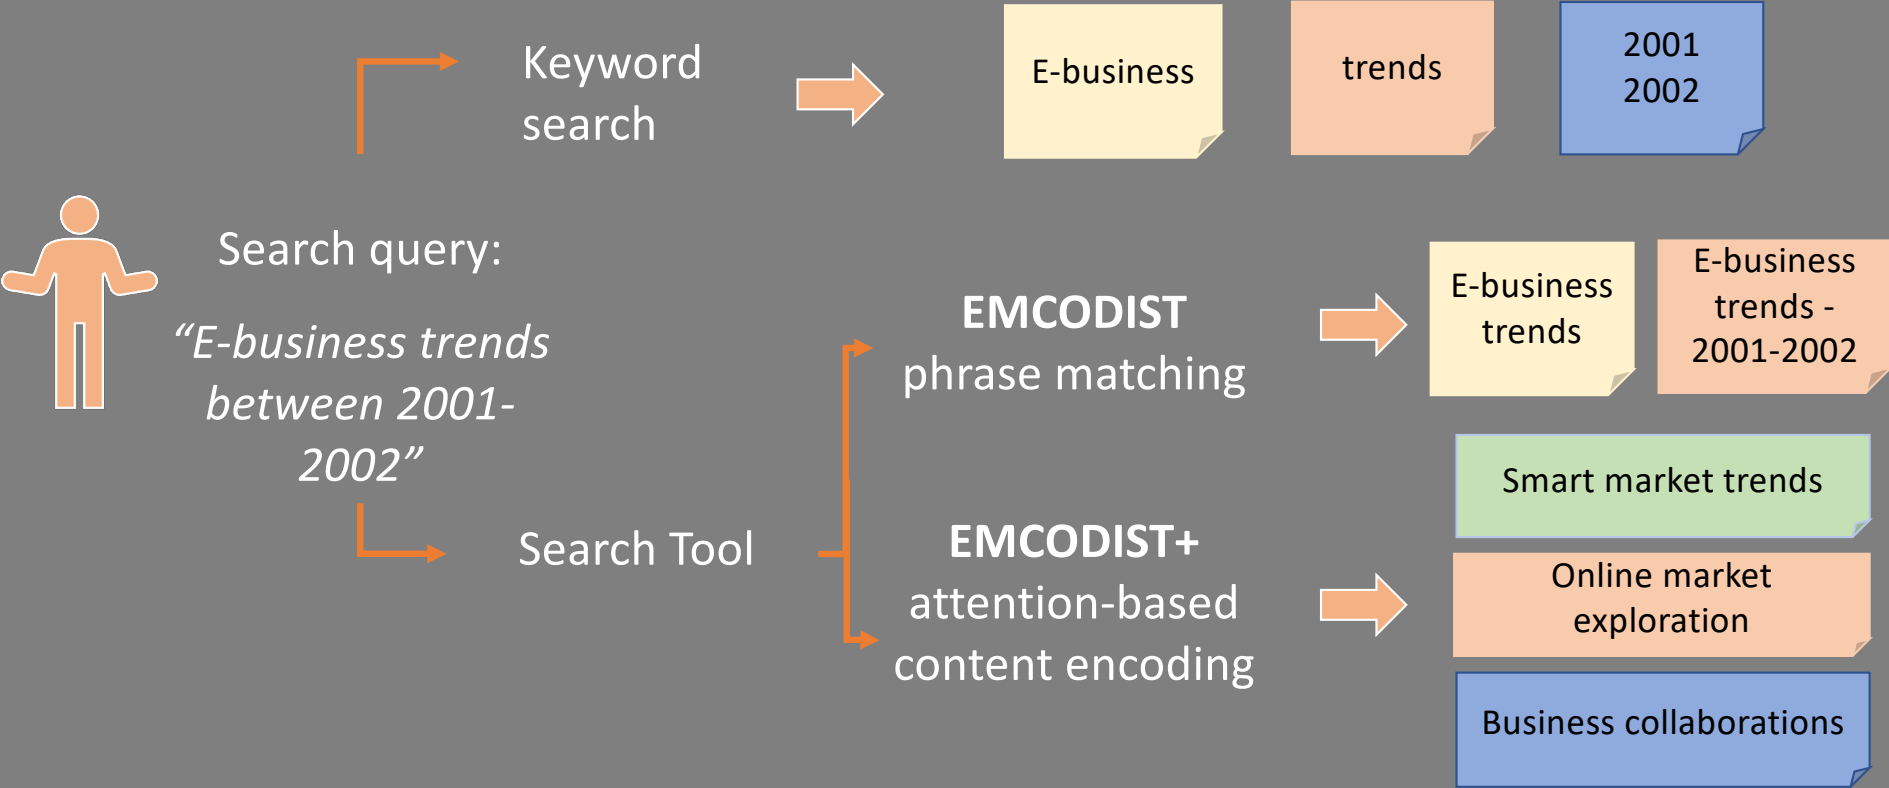 Keyword
search
E-business
trends
2001
2002
Search query:
“E-business trends
between 2001-
2002”
EMCODIST
phrase matching
E-business
trends
E-business
trends -
2001-2002
Search Tool
EMCODIST+
attention-based
content encoding
Smart market trends
Online market
exploration
Business collaborations